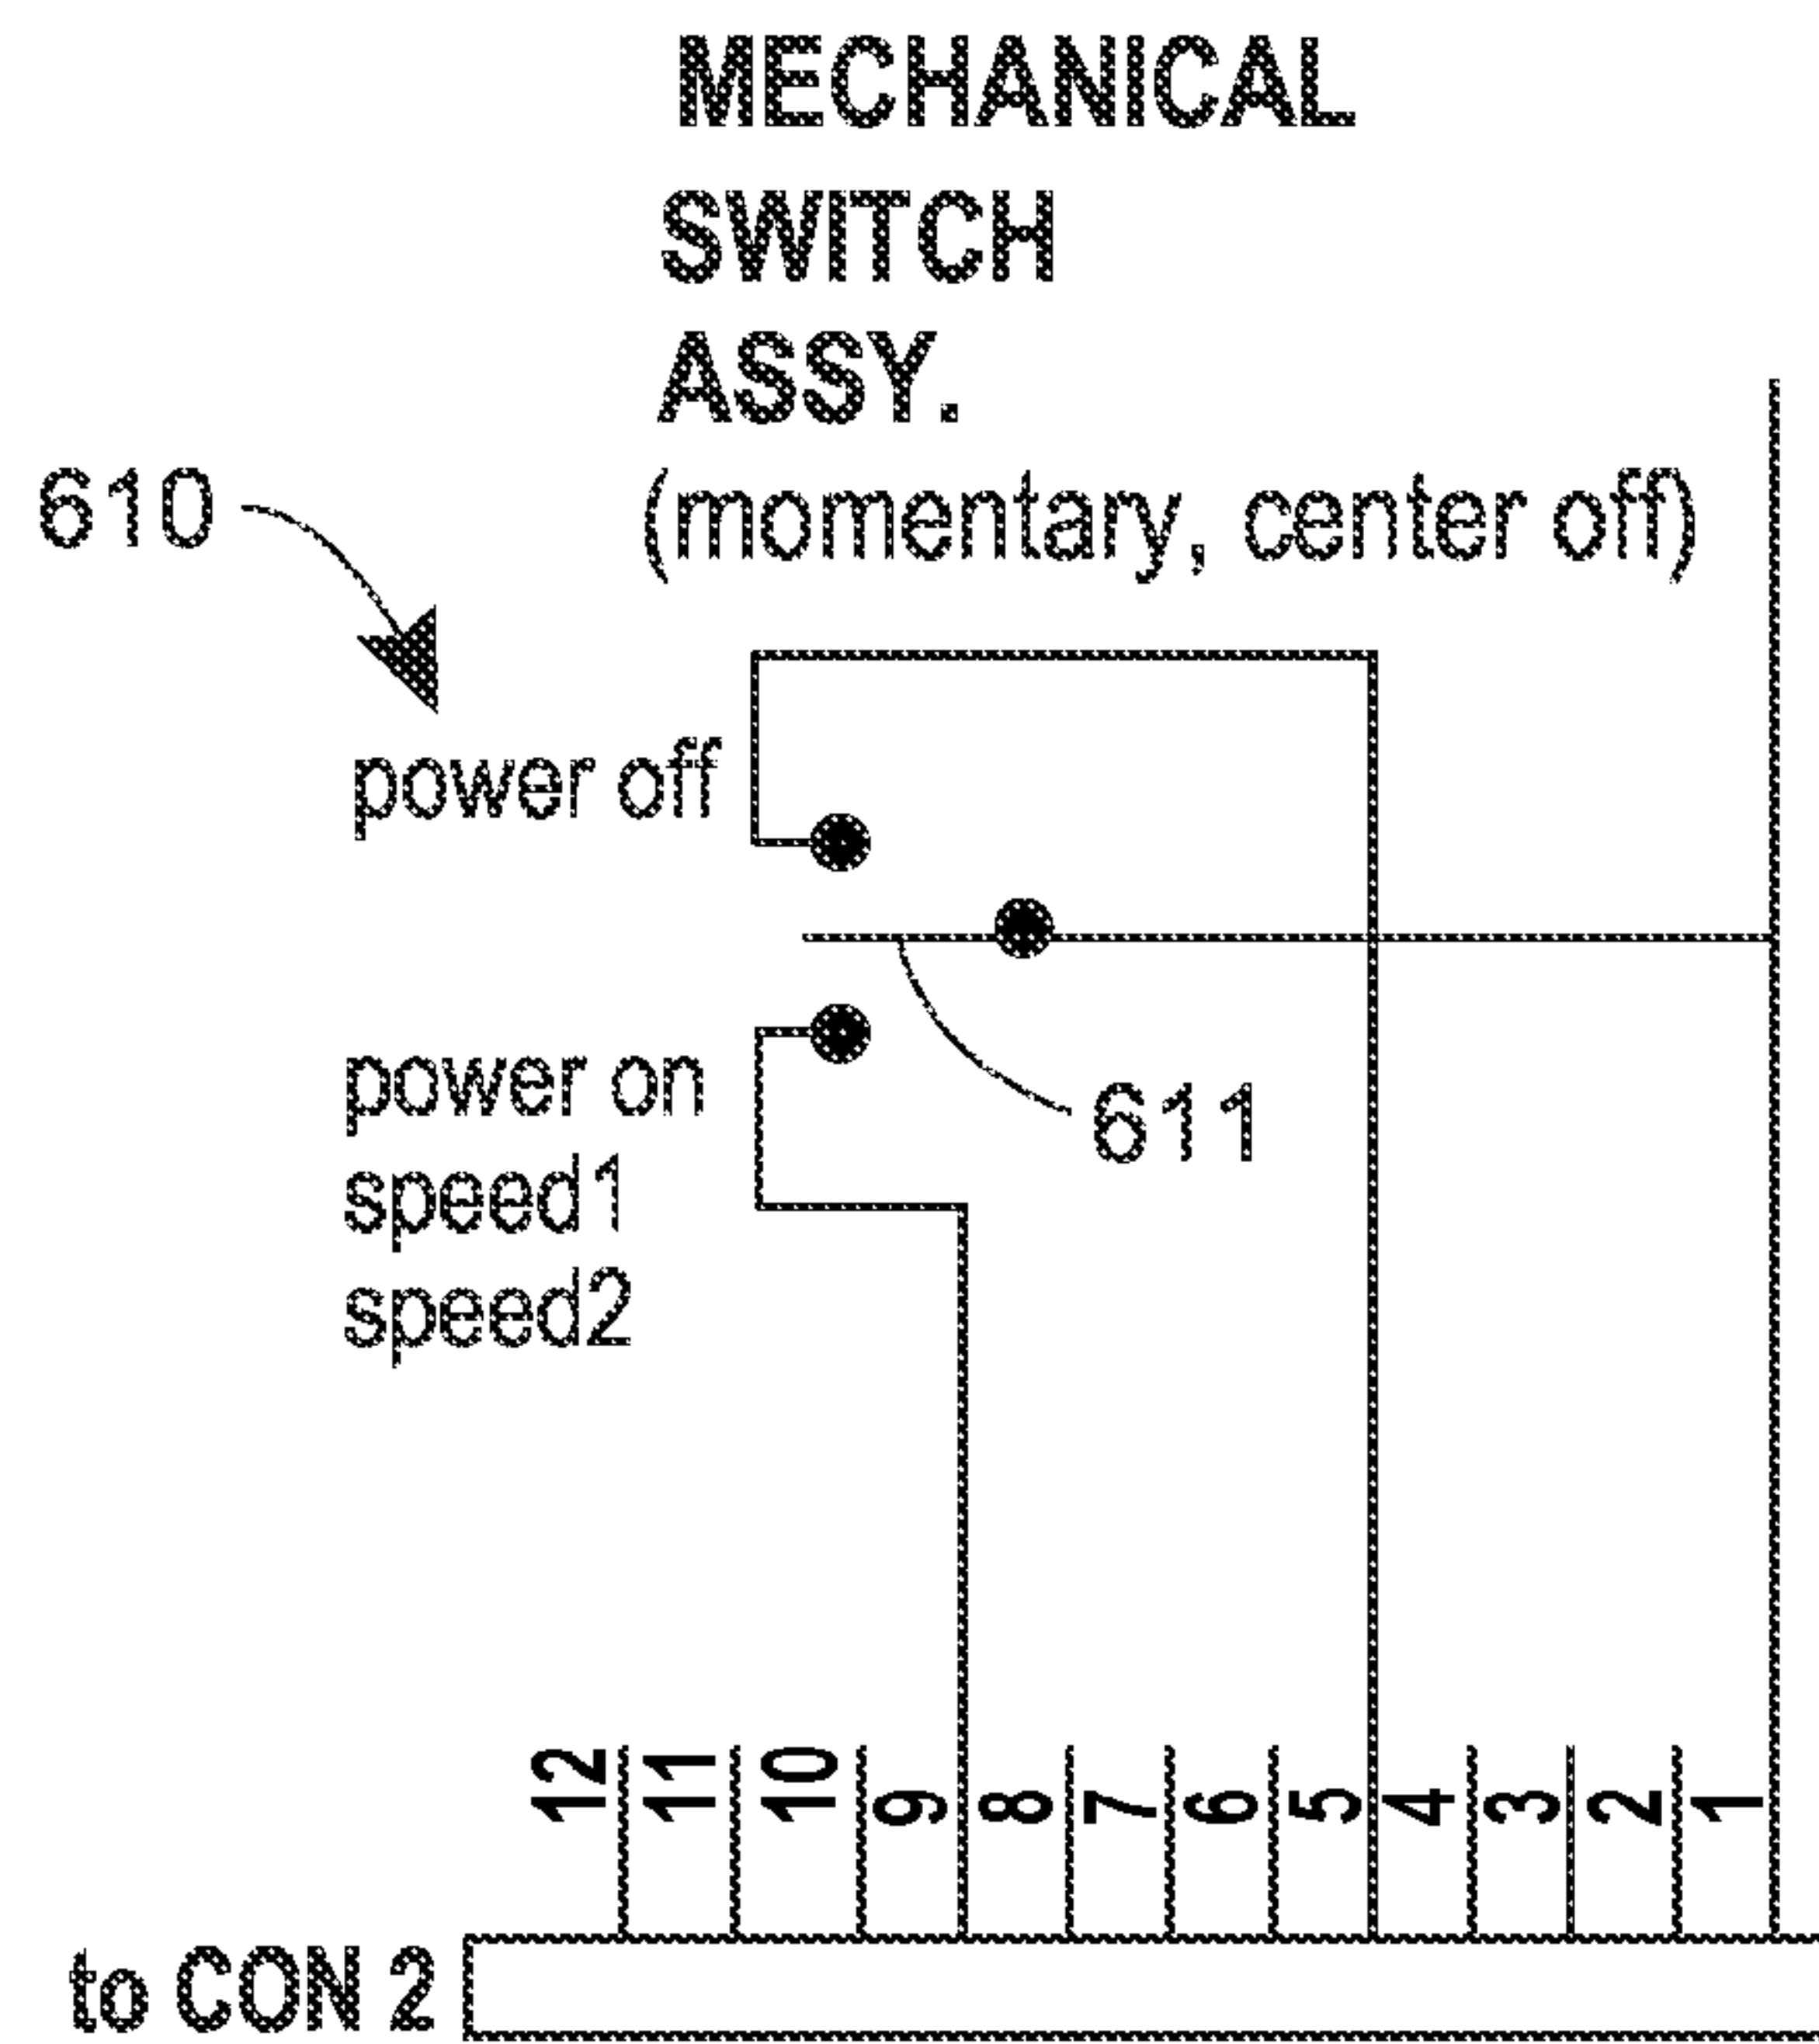 MECHANICAL
SWITCH
ASSY.
(momentary, center off)
610
power off
611
power on
speed1
speed2
12 11 10 9 8 7 6 5 4 3 2 1
to CON 2